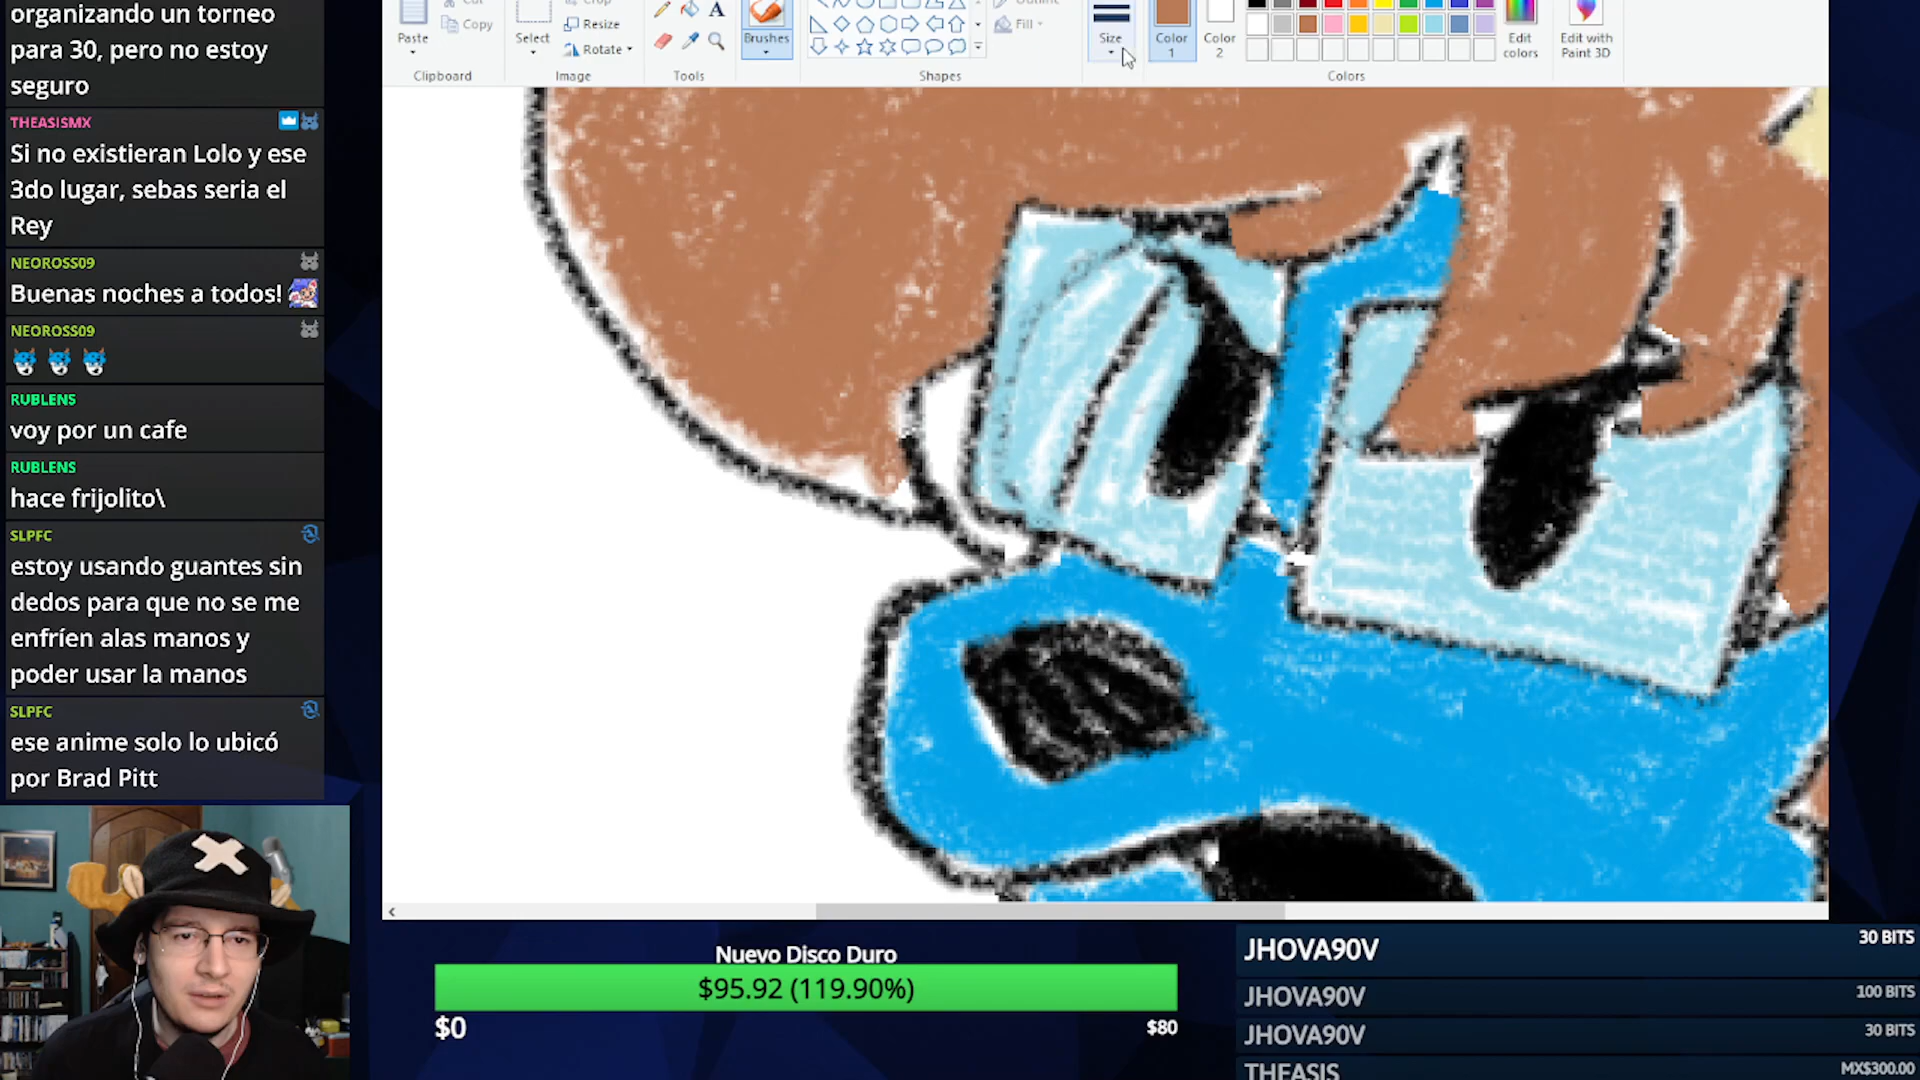 organizando un torneo
para 30, pero no estoy
seguro
THEASISMX
Si no existieran Lolo y ese
3do lugar, sebas seria el
Rey
NEOROSS09
Buenas noches a todos!
NEOROSS09
RUBLENS
voy por un cafe
RUBLENS
hace frijolito\
SLPFC
estoy usando guantes sin
dedos para que no se me
enfríen alas manos y
poder usar la manos
SLPFC
ese anime solo lo ubicó
por Brad Pitt
Paste
Cut
Copy
Clipboard
Select
Crop
Resize
Rotate
Image
A
Tools
Brushes
Outline
Fill
Shapes
Size
Color
1
Color
2
Edit
colors
Edit with
Paint 3D
Colors
Nuevo Disco Duro
$95.92 (119.90%)
$0
$80
JHOVA90V
30 BITS
JHOVA90V
100 BITS
JHOVA90V
30 BITS
THEASIS
MX$300.00